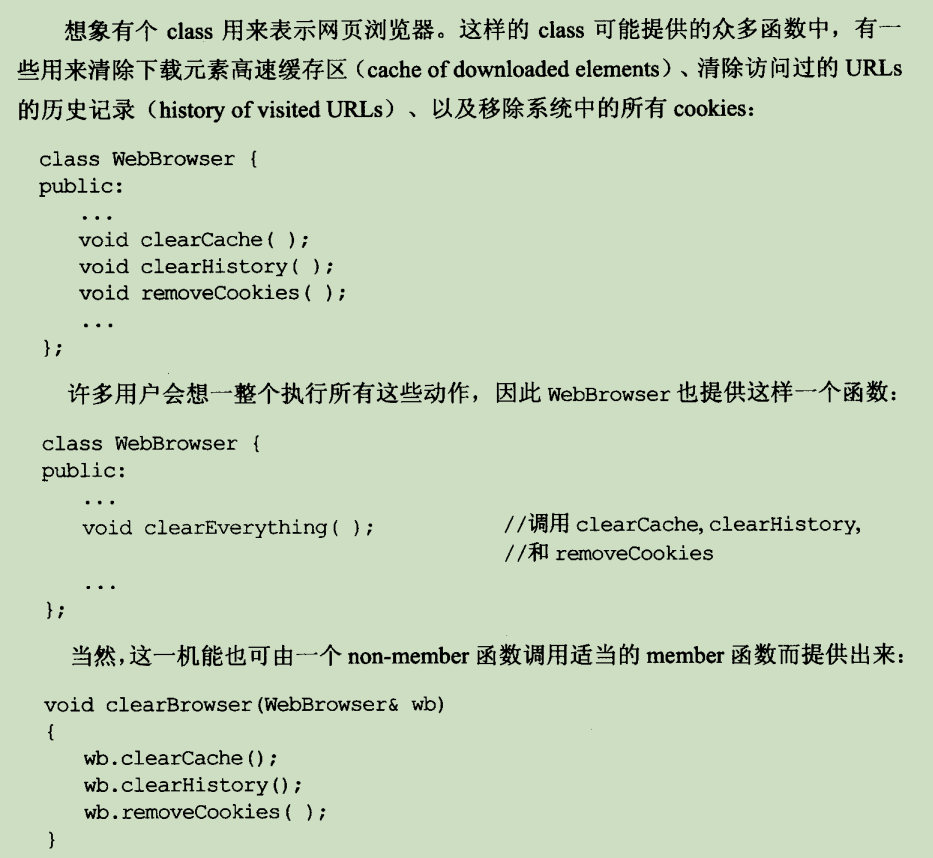 想象有个 class 用来表示网页浏览器。这样的 class 可能提供的众多函数中，有一
些用来清除下载元素高速缓存区（cache of downloaded elements）、清除访问过的 URLs
的历史记录（history of visited URLs）、以及移除系统中的所有 cookies：
class WebBrowser {
public:
...
void clearCache( );
void clearHistory( );
void removeCookies( );
...
};
许多用户会想一整个执行所有这些动作，因此 WebBrowser 也提供这样一个函数：
class WebBrowser {
public:
...
void clearEverything( ); //调用 clearCache, clearHistory,
//和 removeCookies
...
};
当然，这一机能也可由一个 non-member 函数调用适当的 member 函数而提供出来：
void clearBrowser(WebBrowser& wb)
{
wb.clearCache();
wb.clearHistory();
wb.removeCookies( );
}